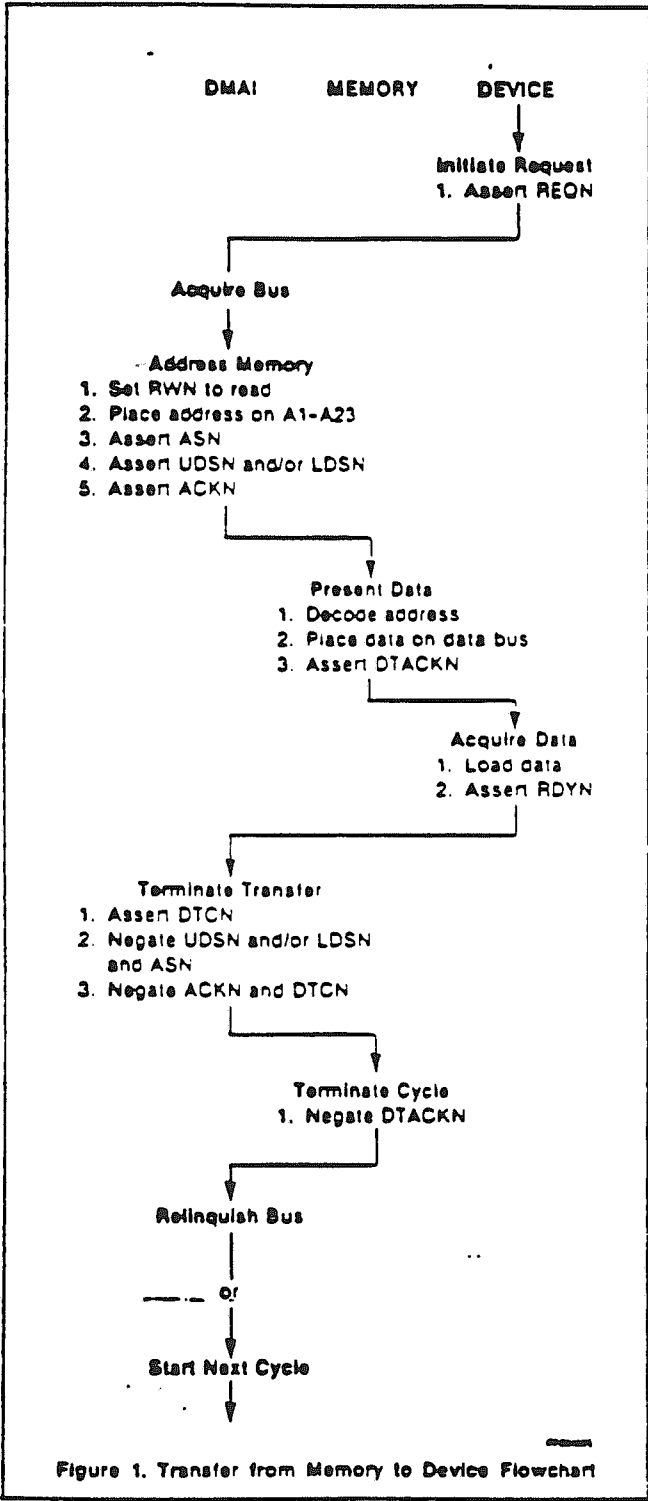 DMAI MEMORY DEVICE
Initiate Request
1. Assert REQN
Acquire Bus
Address Memory
1. Set RWN to read
2. Place address on A1-A23
3. Assert ASN
4. Assert UDSN and/or LDSN
5. Assert ACKN
Present Data
1. Decode address
2. Place data on data bus
3. Assert DTACKN
Acquire Data
1. Load data
2. Assert RDYN
Terminate Transfer
1. Assert DTCN
2. Negate UDSN and/or LDSN
and ASN
3. Negate ACKN and DTCN
Terminate Cycle
1. Negate DTACKN
Relinquish Bus
or
Start Next Cycle
Figure 1. Transfer from Memory to Device Flowchart